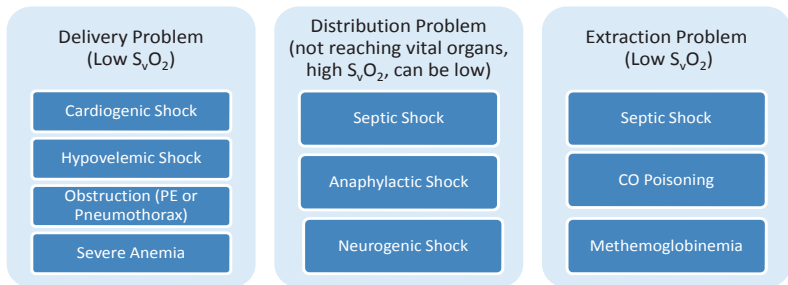 Delivery Problem
(Low SvO2)
Cardiogenic Shock
Hypovelemic Shock
Obstruction (PE or
Pneumothorax)
Severe Anemia
Distribution Problem
(not reaching vital organs,
high SvO2, can be low)
Septic Shock
Anaphylactic Shock
Neurogenic Shock
Extraction Problem
(Low SvO2)
Septic Shock
CO Poisoning
Methemoglobinemia